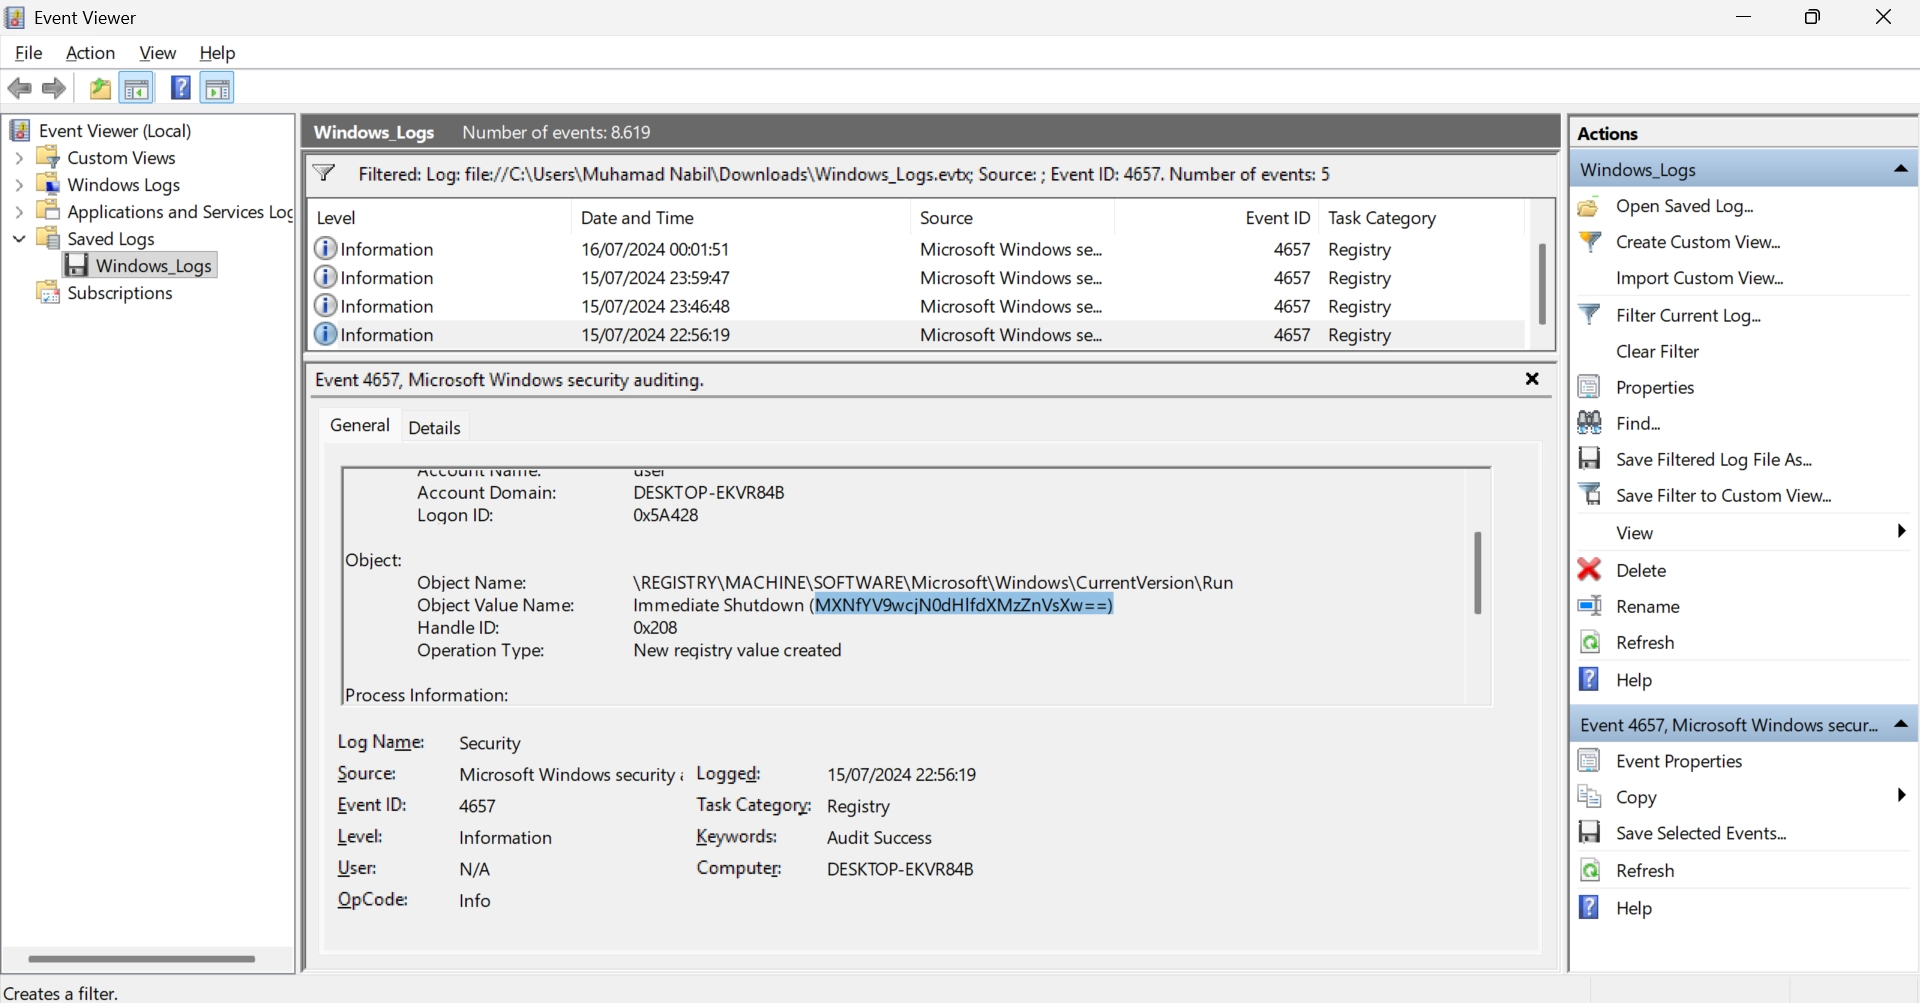 Event Viewer
File Action View Help
Event Viewer (Local)
Custom Views
Windows Logs
Applications and Services Log
Saved Logs
Windows_Logs
Subscriptions
Windows_Logs Number of events: 8.619
Filtered: Log: file://C:\Users\Muhamad Nabil\Downloads\Windows_Logs.evtx; Source: ; Event ID: 4657. Number of events: 5
Level Date and Time Source Event ID Task Category
Information 16/07/2024 00:01:51 Microsoft Windows se... 4657 Registry
Information 15/07/2024 23:59:47 Microsoft Windows se... 4657 Registry
Information 15/07/2024 23:46:48 Microsoft Windows se... 4657 Registry
Information 15/07/2024 22:56:19 Microsoft Windows se... 4657 Registry
Event 4657, Microsoft Windows security auditing.
General Details
Account Name: user
Account Domain: DESKTOP-EKVR84B
Logon ID: 0x5A428
Object:
Object Name: \REGISTRY\MACHINE\SOFTWARE\Microsoft\Windows\CurrentVersion\Run
Object Value Name: Immediate Shutdown (MXNfYV9wcjN0dHlfdXMzZnVsXw==)
Handle ID: 0x208
Operation Type: New registry value created
Process Information:
Log Name: Security
Source: Microsoft Windows security Logged: 15/07/2024 22:56:19
Event ID: 4657 Task Category: Registry
Level: Information Keywords: Audit Success
User: N/A Computer: DESKTOP-EKVR84B
OpCode: Info
Actions
Windows_Logs
Open Saved Log...
Create Custom View...
Import Custom View...
Filter Current Log...
Clear Filter
Properties
Find...
Save Filtered Log File As...
Save Filter to Custom View...
View
Delete
Rename
Refresh
Help
Event 4657, Microsoft Windows secur...
Event Properties
Copy
Save Selected Events...
Refresh
Help
Creates a filter.